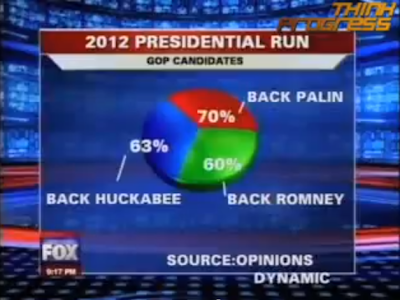 THINK
PROGRESS
2012 PRESIDENTIAL RUN
GOP CANDIDATES
70%
BACK PALIN
63%
60%
BACK HUCKABEE
BACK ROMNEY
FOX
9:17 PM
SOURCE:OPINIONS
DYNAMIC